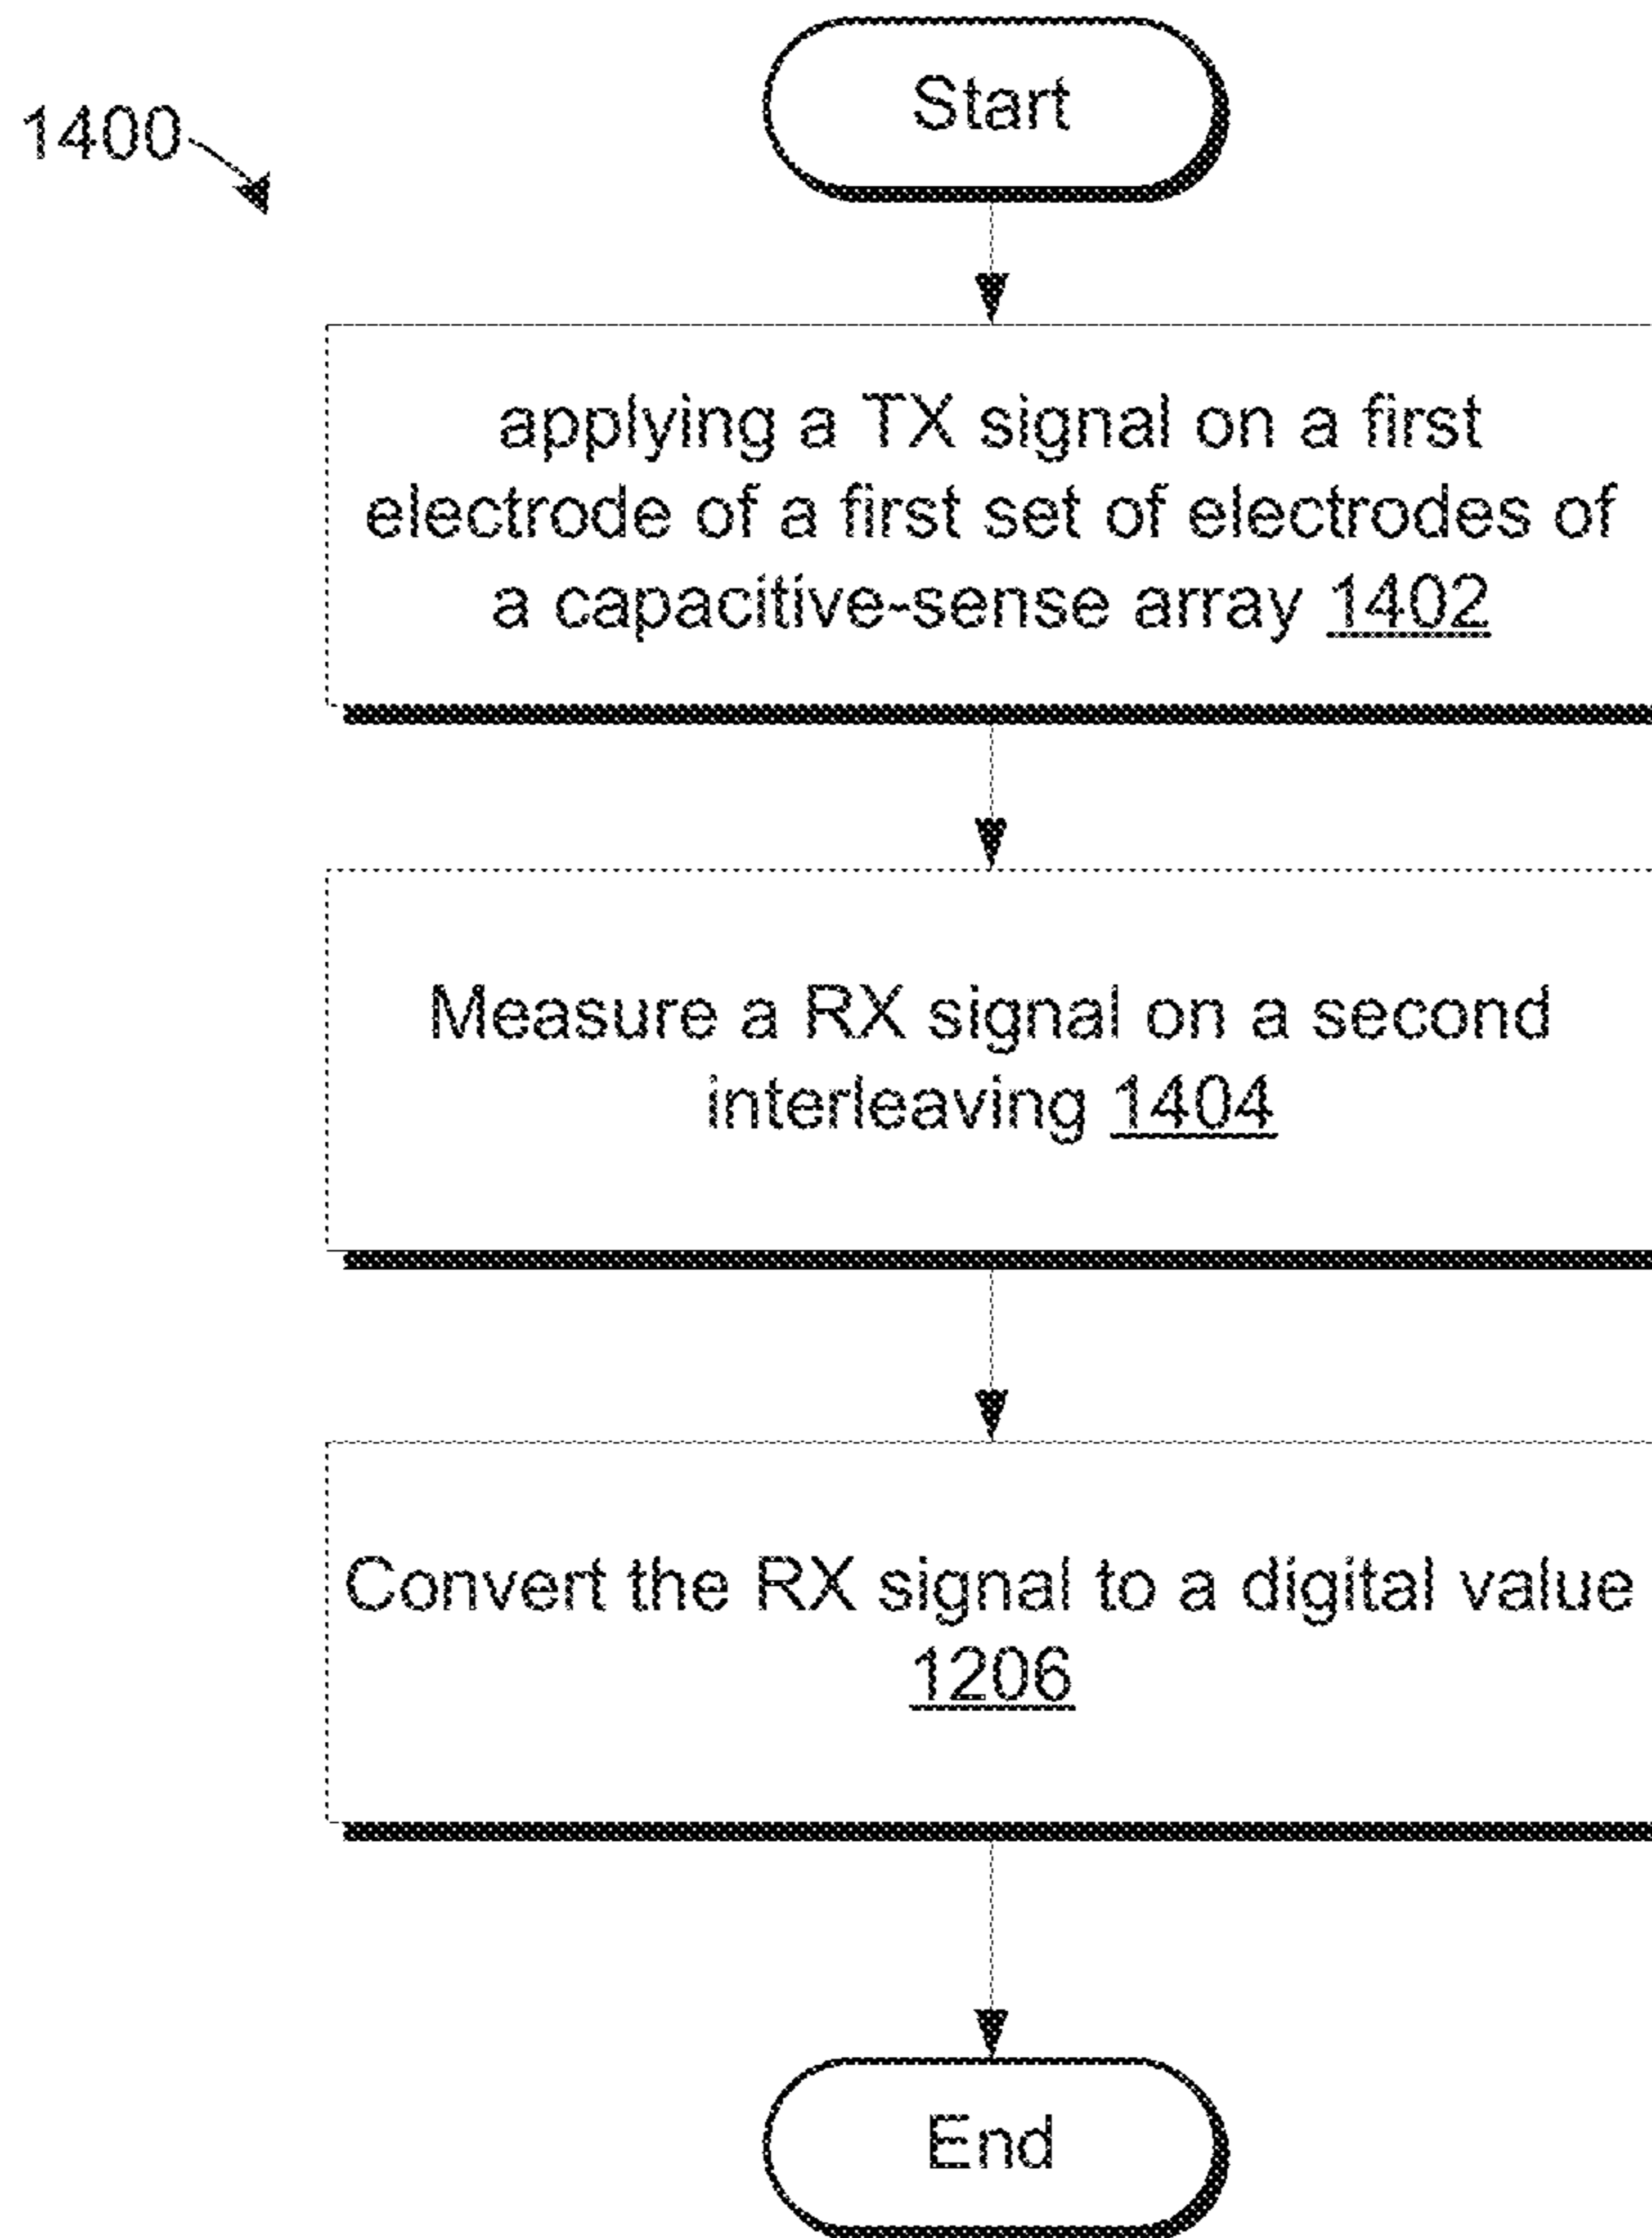 Start
1400
applying a TX signal on a first
electrode of a first set of electrodes of
a capacitive-sense array 1402
Measure a RX signal on a second
interleaving 1404
Convert the RX signal to a digital value
1206
End